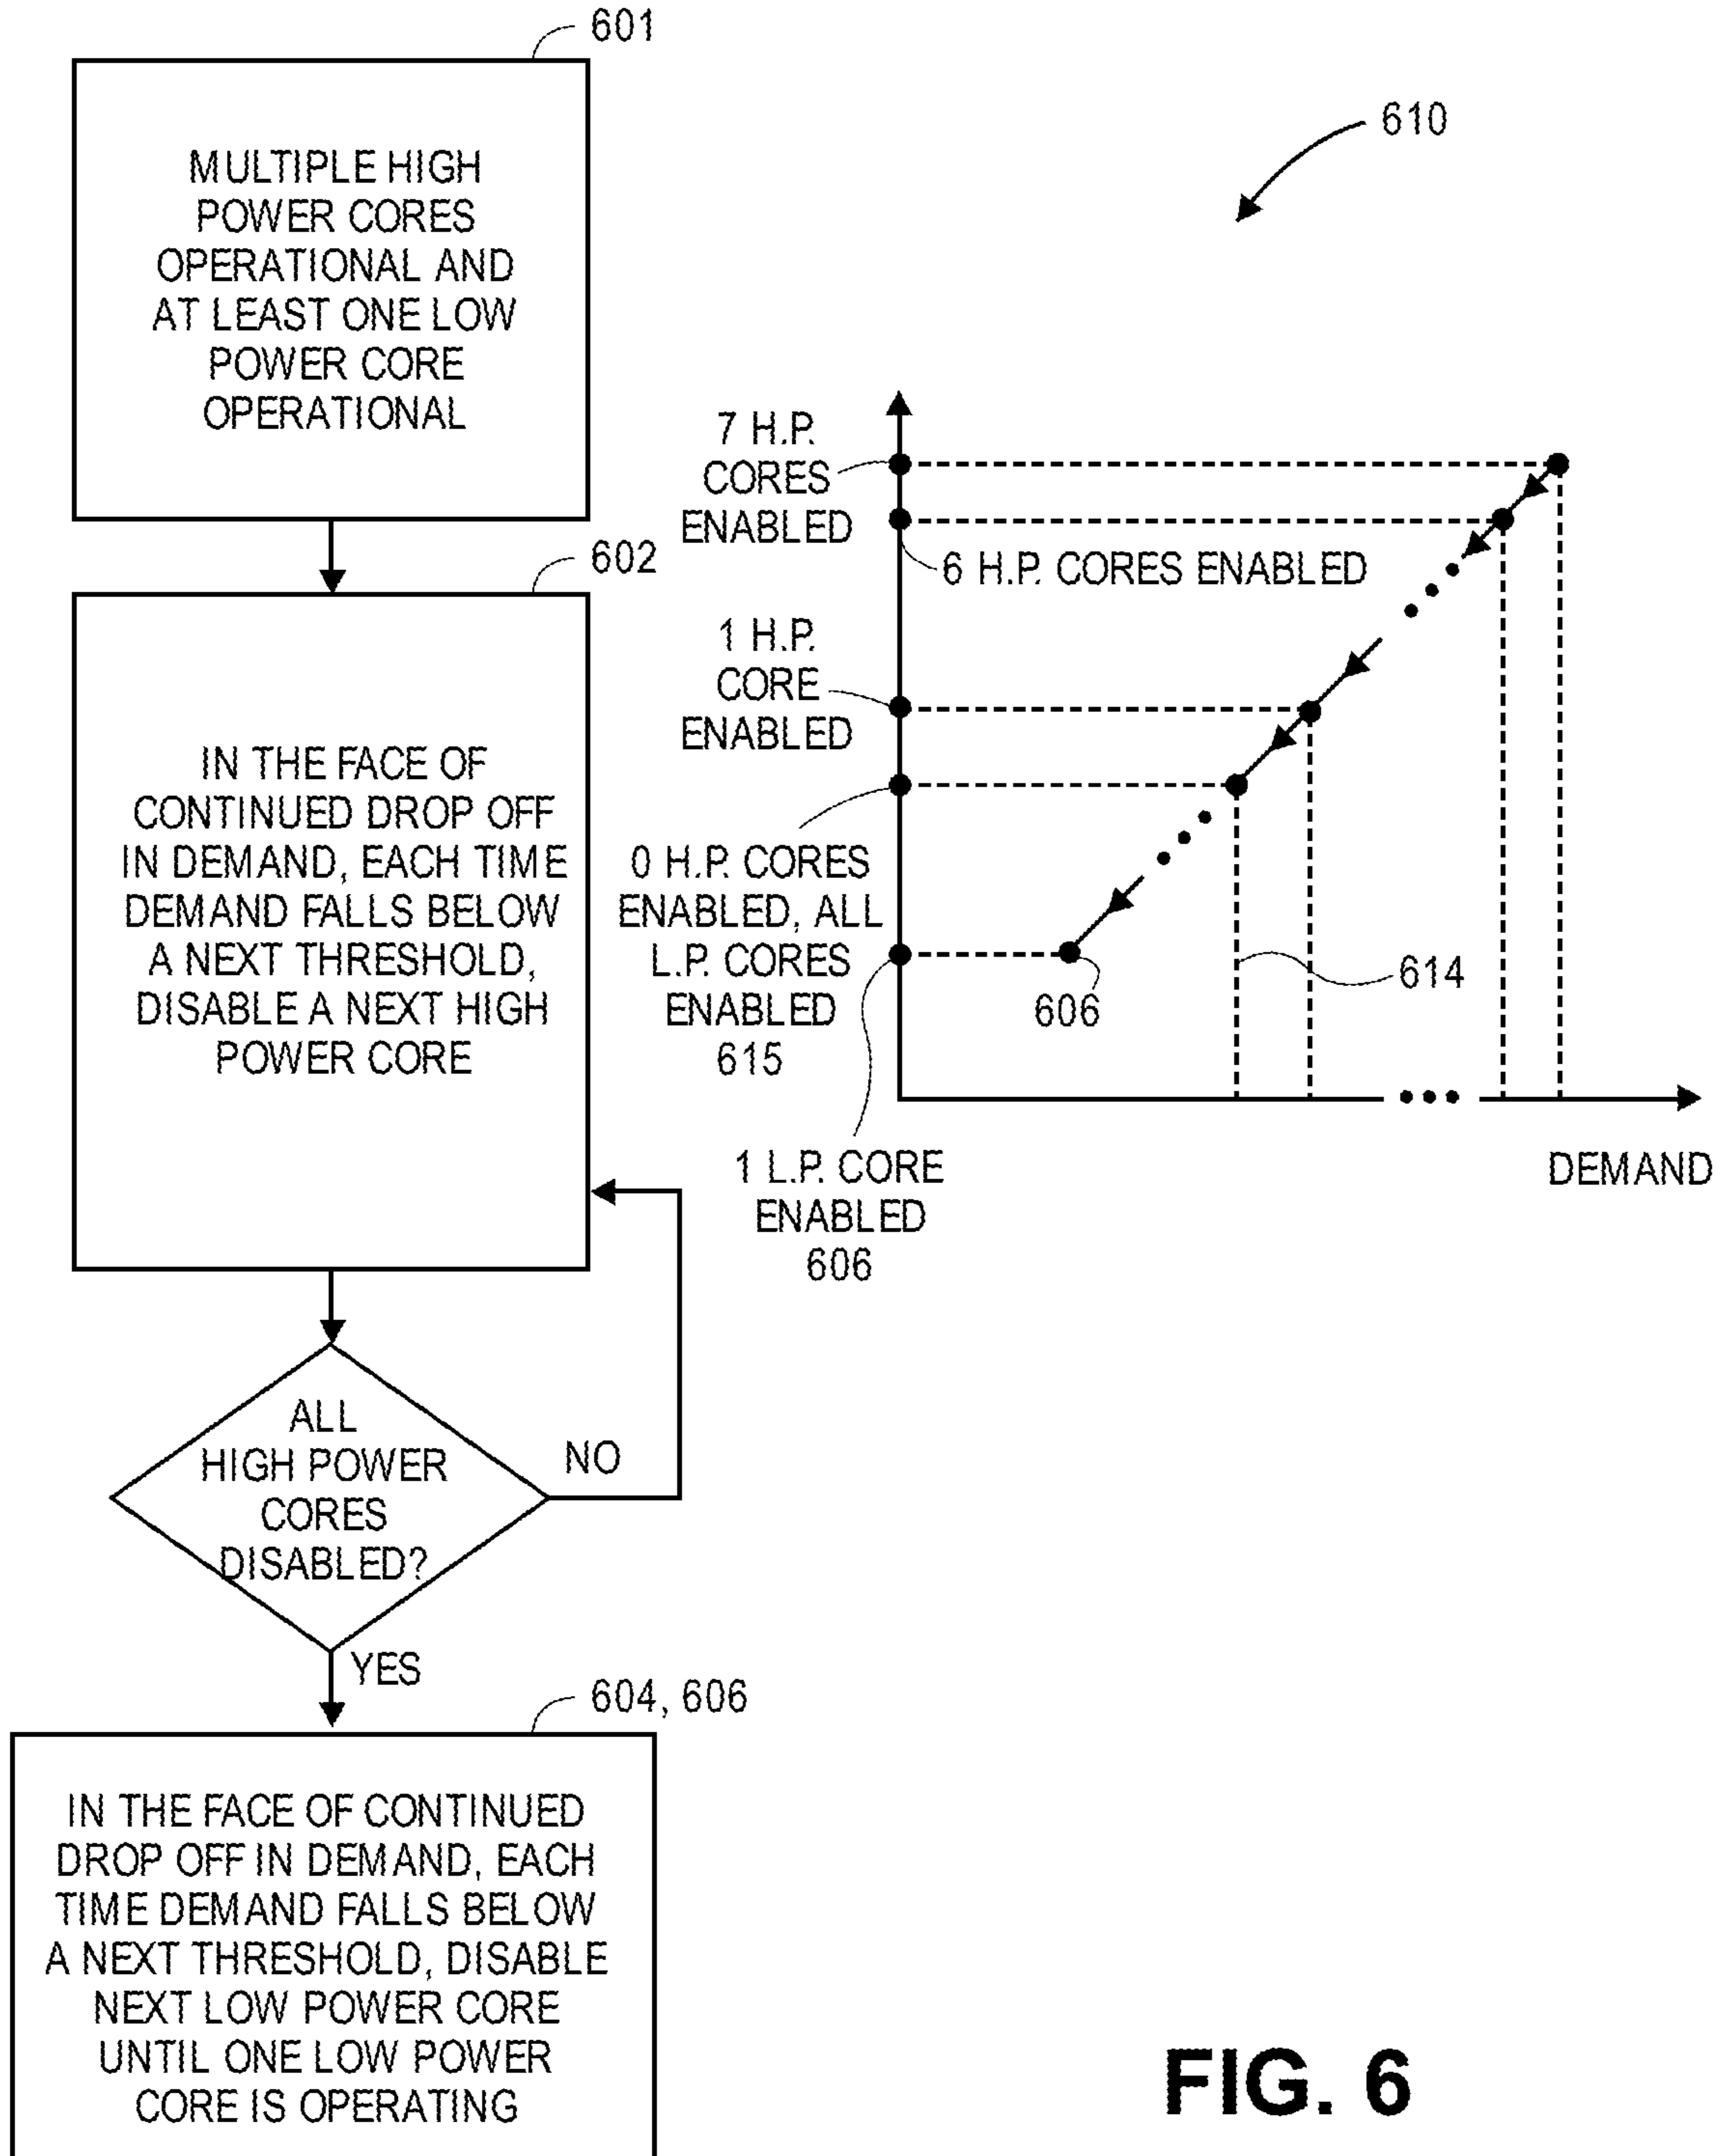 601
MULTIPLE HIGH
POWER CORES
OPERATIONAL AND
AT LEAST ONE LOW
POWER CORE
OPERATIONAL
602
IN THE FACE OF
CONTINUED DROP OFF
IN DEMAND, EACH TIME
DEMAND FALLS BELOW
A NEXT THRESHOLD,
DISABLE A NEXT HIGH
POWER CORE
ALL
HIGH POWER
CORES
DISABLED?
NO
YES
604, 606
IN THE FACE OF CONTINUED
DROP OFF IN DEMAND, EACH
TIME DEMAND FALLS BELOW
A NEXT THRESHOLD, DISABLE
NEXT LOW POWER CORE
UNTIL ONE LOW POWER
CORE IS OPERATING
610
7 H.P.
CORES
ENABLED
6 H.P. CORES ENABLED
1 H.P.
CORE
ENABLED
0 H.P. CORES
ENABLED, ALL
L.P. CORES
ENABLED
615
606
614
1 L.P. CORE
ENABLED
606
DEMAND
FIG. 6